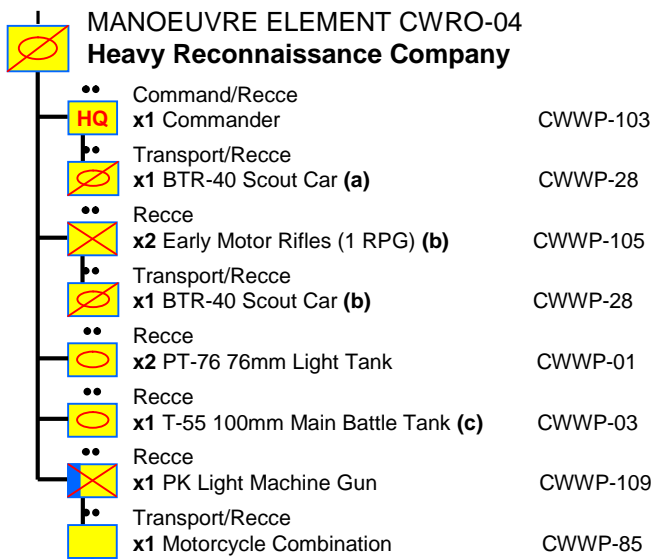 MANOEUVRE ELEMENT CWRO-04
Heavy Reconnaissance Company
Command/Recce
HQ x1 Commander CWWP-103
Transport/Recce
x1 BTR-40 Scout Car (a) CWWP-28
Recce
x2 Early Motor Rifles (1 RPG) (b) CWWP-105
Transport/Recce
x1 BTR-40 Scout Car (b) CWWP-28
Recce
x2 PT-76 76mm Light Tank CWWP-01
Recce
x1 T-55 100mm Main Battle Tank (c) CWWP-03
Recce
x1 PK Light Machine Gun CWWP-109
Transport/Recce
x1 Motorcycle Combination CWWP-85